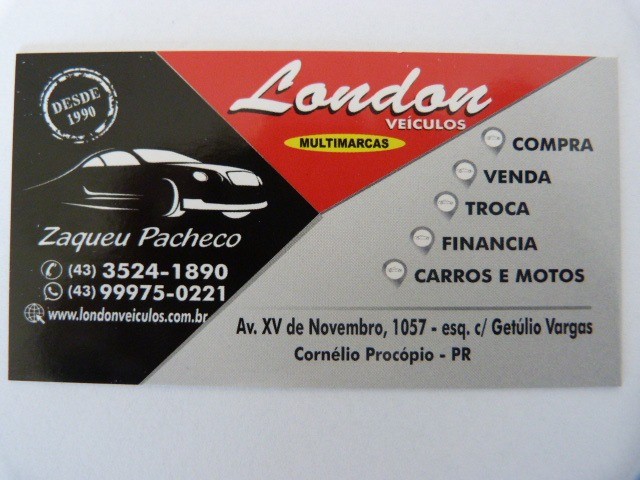 DESDE
1990
London
VEÍCULOS
MULTIMARCAS
COMPRA
VENDA
TROCA
FINANCIA
CARROS E MOTOS
Zaqueu Pacheco
(43) 3524-1890
(43) 99975-0221
www.londonveiculos.com.br
Av. XV de Novembro, 1057 - esq. c/ Getúlio Vargas
Cornélio Procópio - PR